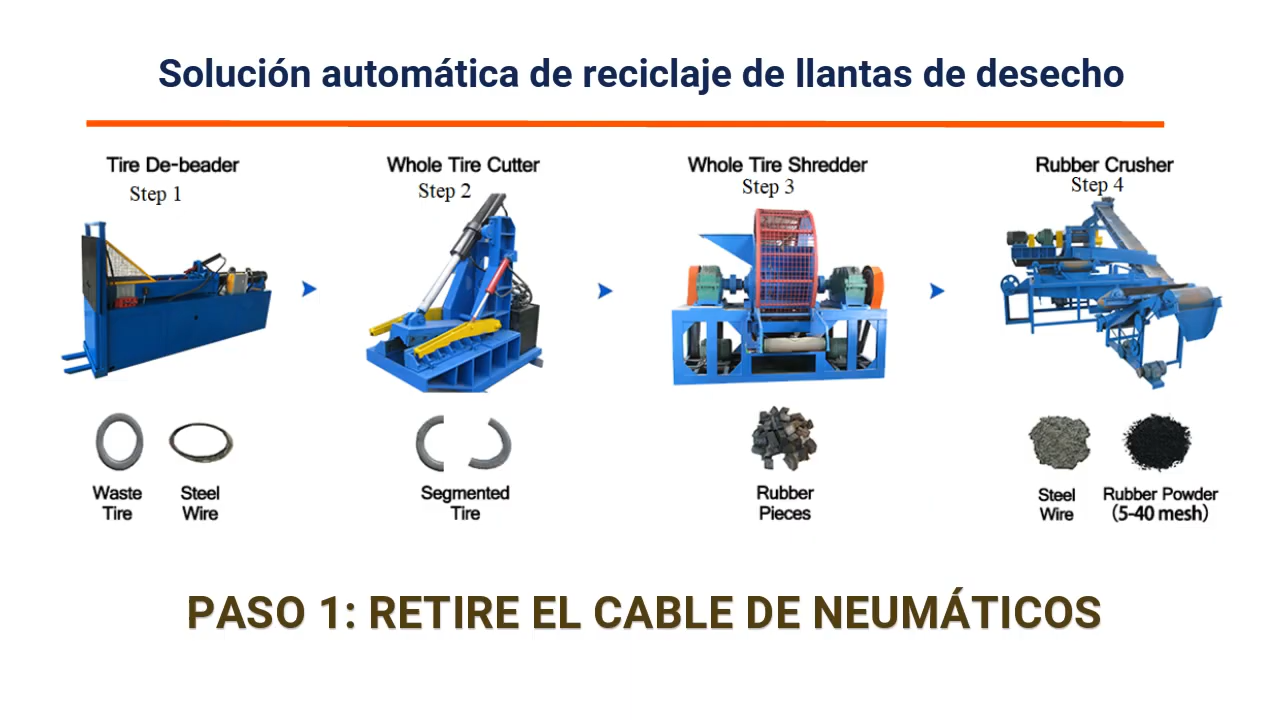 Solución automática de reciclaje de llantas de desecho
Tire De-beader
Step 1
Whole Tire Cutter
Step 2
Whole Tire Shredder
Step 3
Rubber Crusher
Step 4
Waste
Tire
Steel
Wire
Segmented
Tire
Rubber
Pieces
Steel
Wire
Rubber Powder
(5-40 mesh)
PASO 1: RETIRE EL CABLE DE NEUMÁTICOS